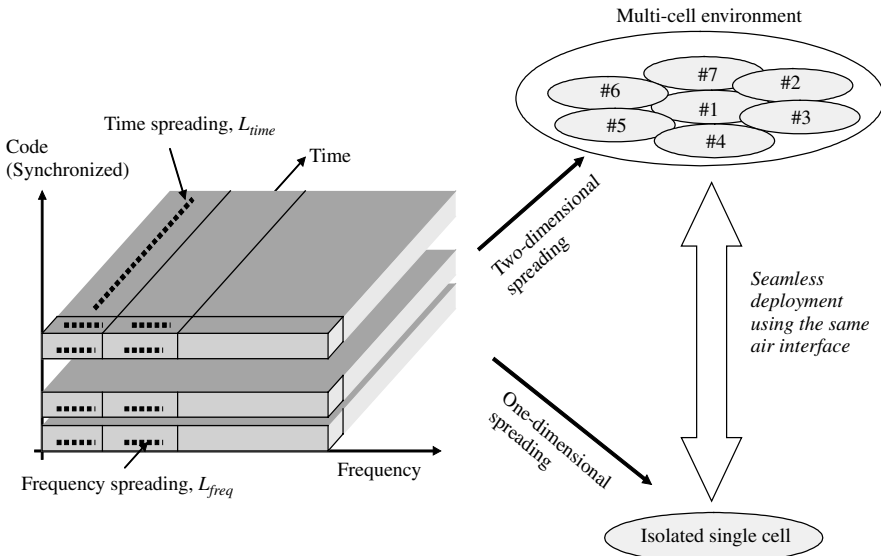 Multi-cell environment
#7
#6
#2
#1
#3
#5
#4
Time spreading, L_time
Code
(Synchronized)
Time
Two-dimensional
spreading
Seamless
deployment
using the same
air interface
One-dimensional
spreading
Frequency
Frequency spreading, L_freq
Isolated single cell